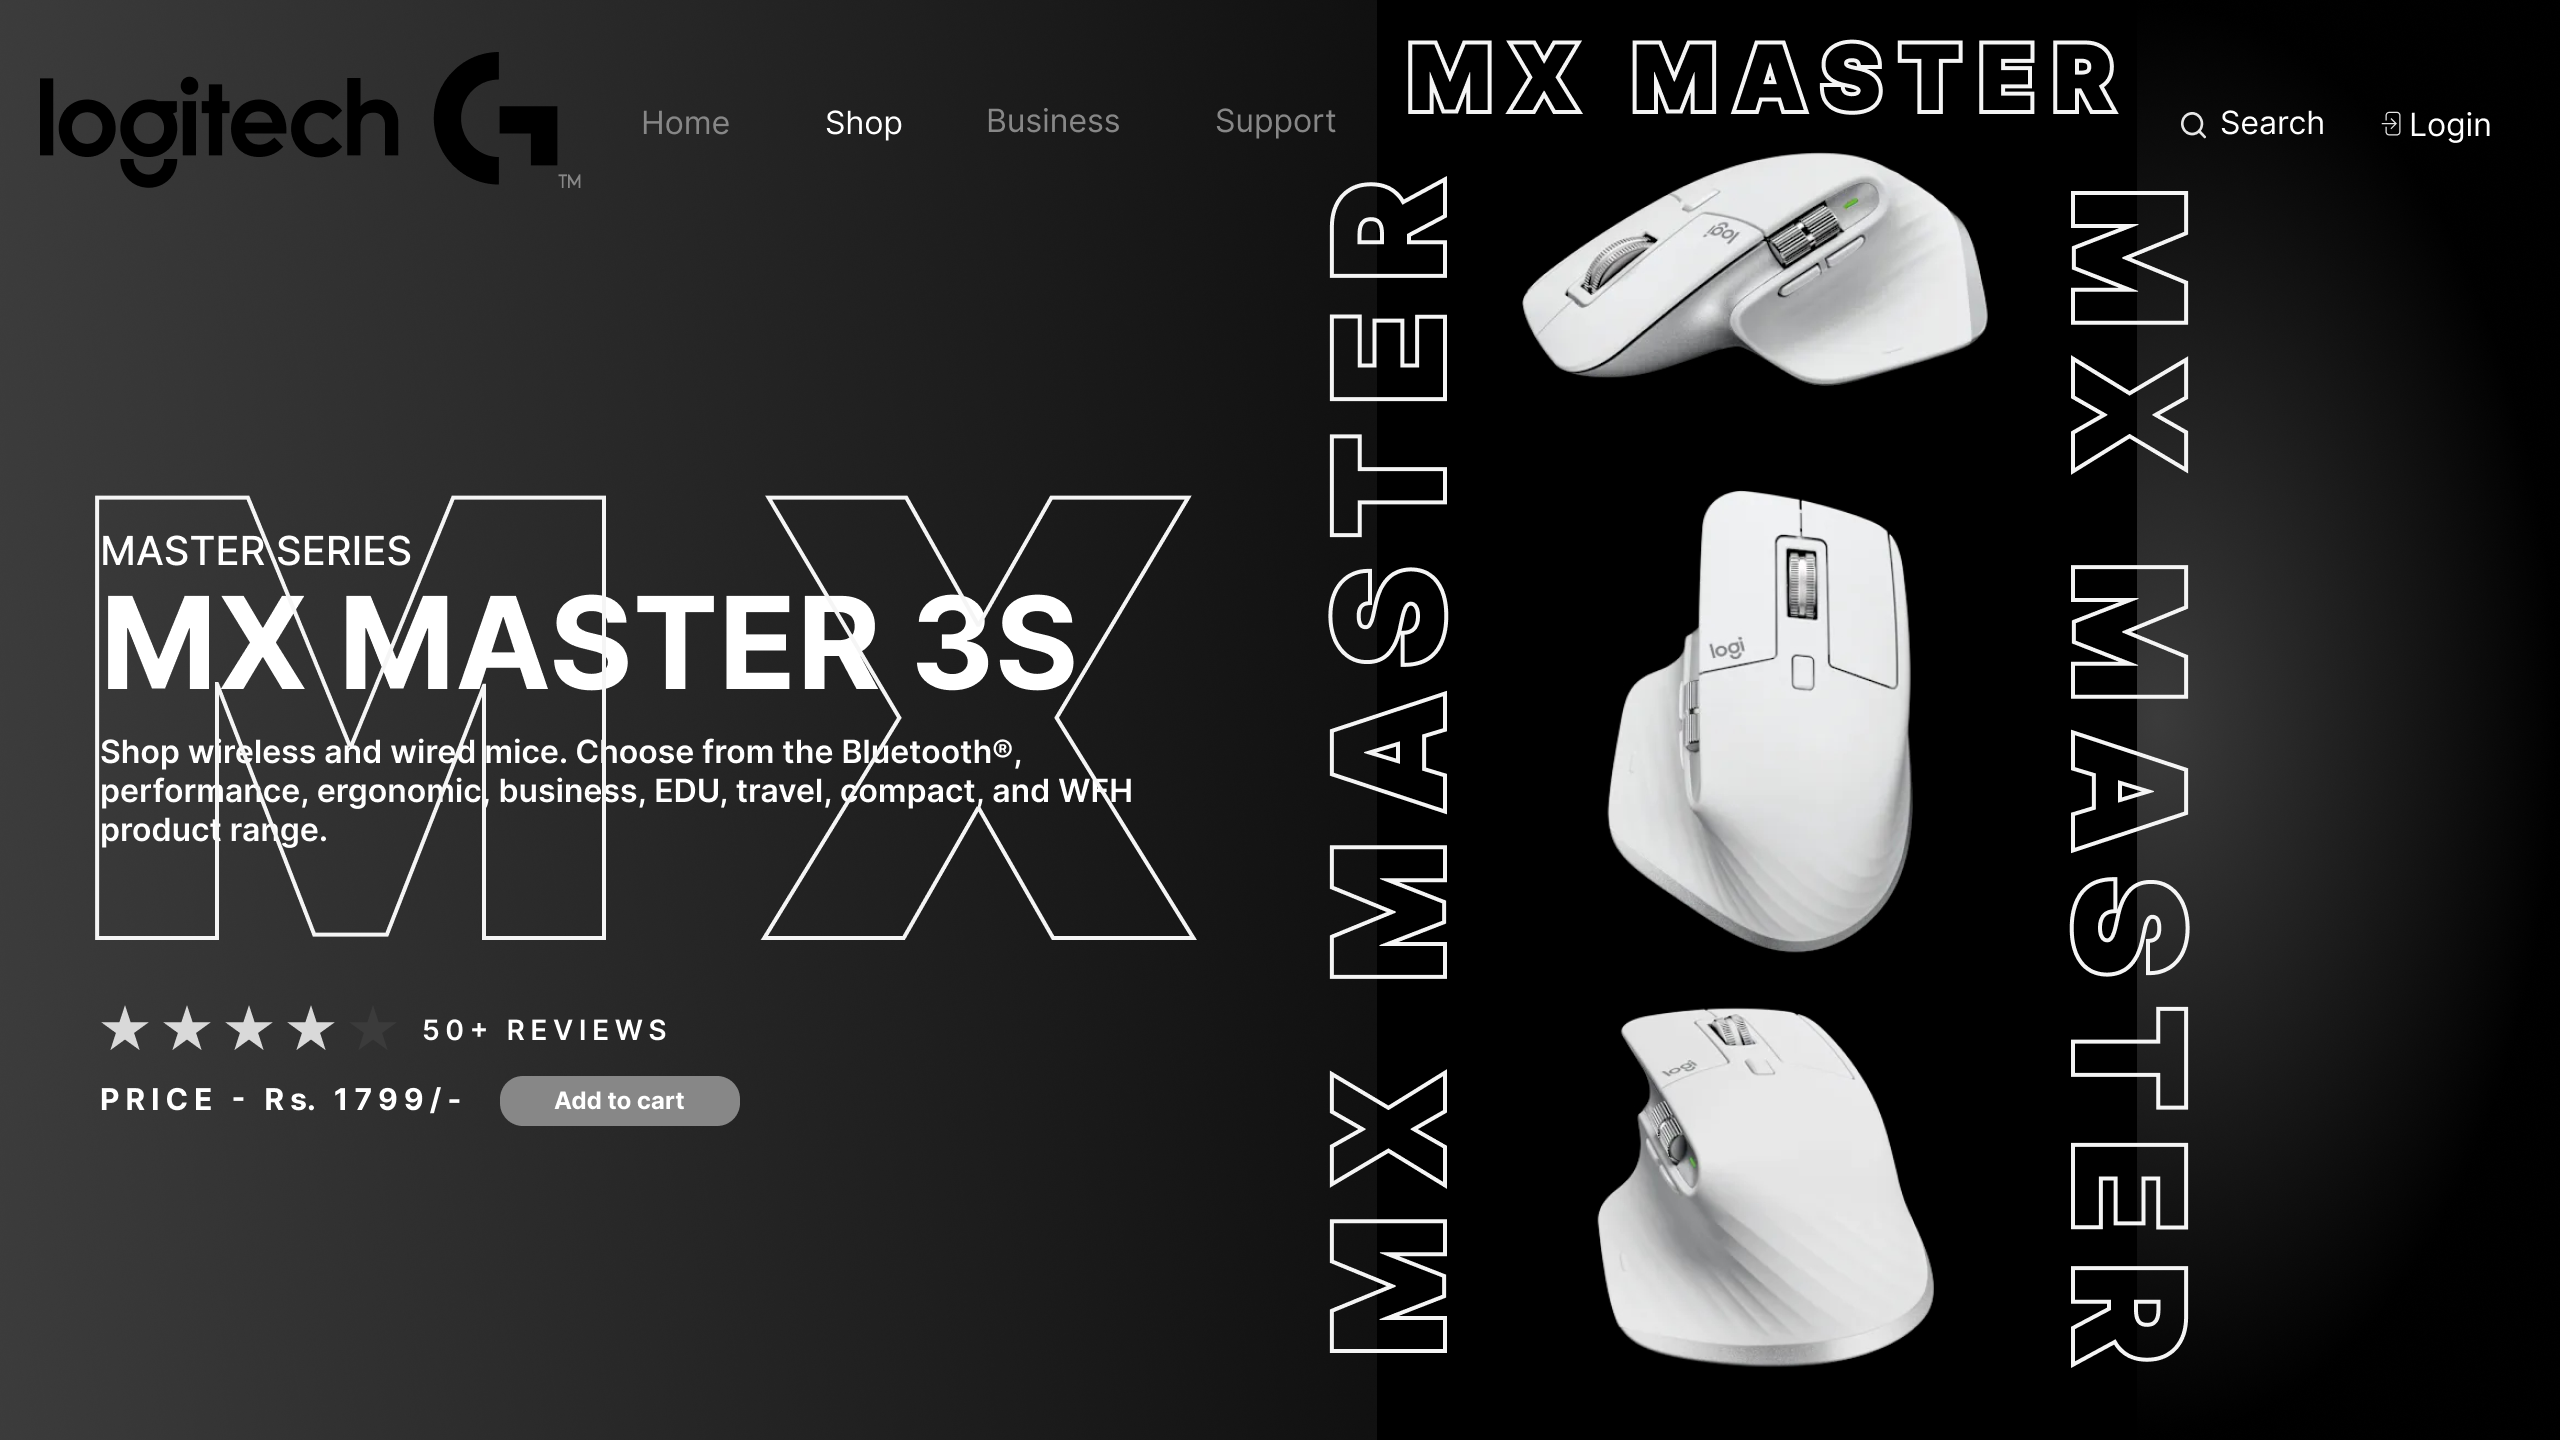 logitech G TM
Home
Shop
Business
Support
MX MASTER
Search
Login
MX
MASTER SERIES
MX MASTER 3S
Shop wireless and wired mice. Choose from the Bluetooth®,
performance, ergonomic, business, EDU, travel, compact, and WFH
product range.
50+ REVIEWS
PRICE - Rs. 1799/-
Add to cart
MX MASTER
MX MASTER
logi
logi
logi